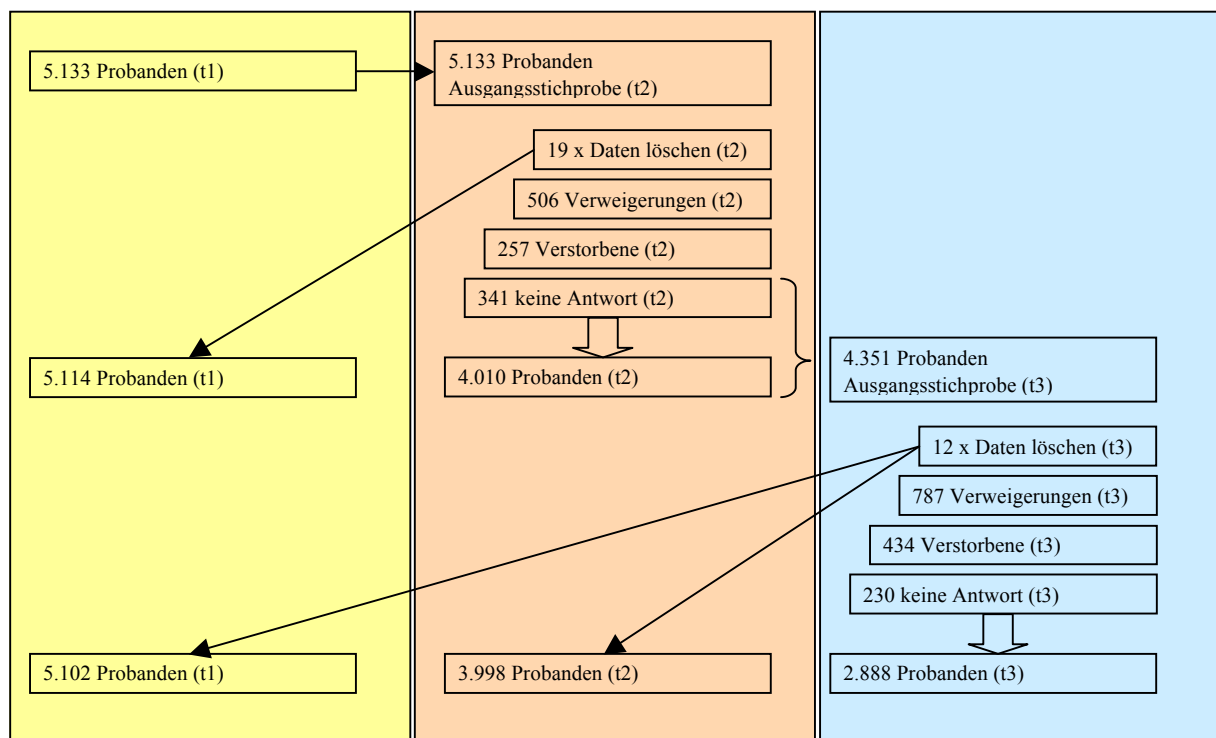 5.133 Probanden (t1)
5.133 Probanden
Ausgangsstichprobe (t2)
19 x Daten löschen (t2)
506 Verweigerungen (t2)
257 Verstorbene (t2)
341 keine Antwort (t2)
5.114 Probanden (t1)
4.010 Probanden (t2)
4.351 Probanden
Ausgangsstichprobe (t3)
12 x Daten löschen (t3)
787 Verweigerungen (t3)
434 Verstorbene (t3)
230 keine Antwort (t3)
5.102 Probanden (t1)
3.998 Probanden (t2)
2.888 Probanden (t3)